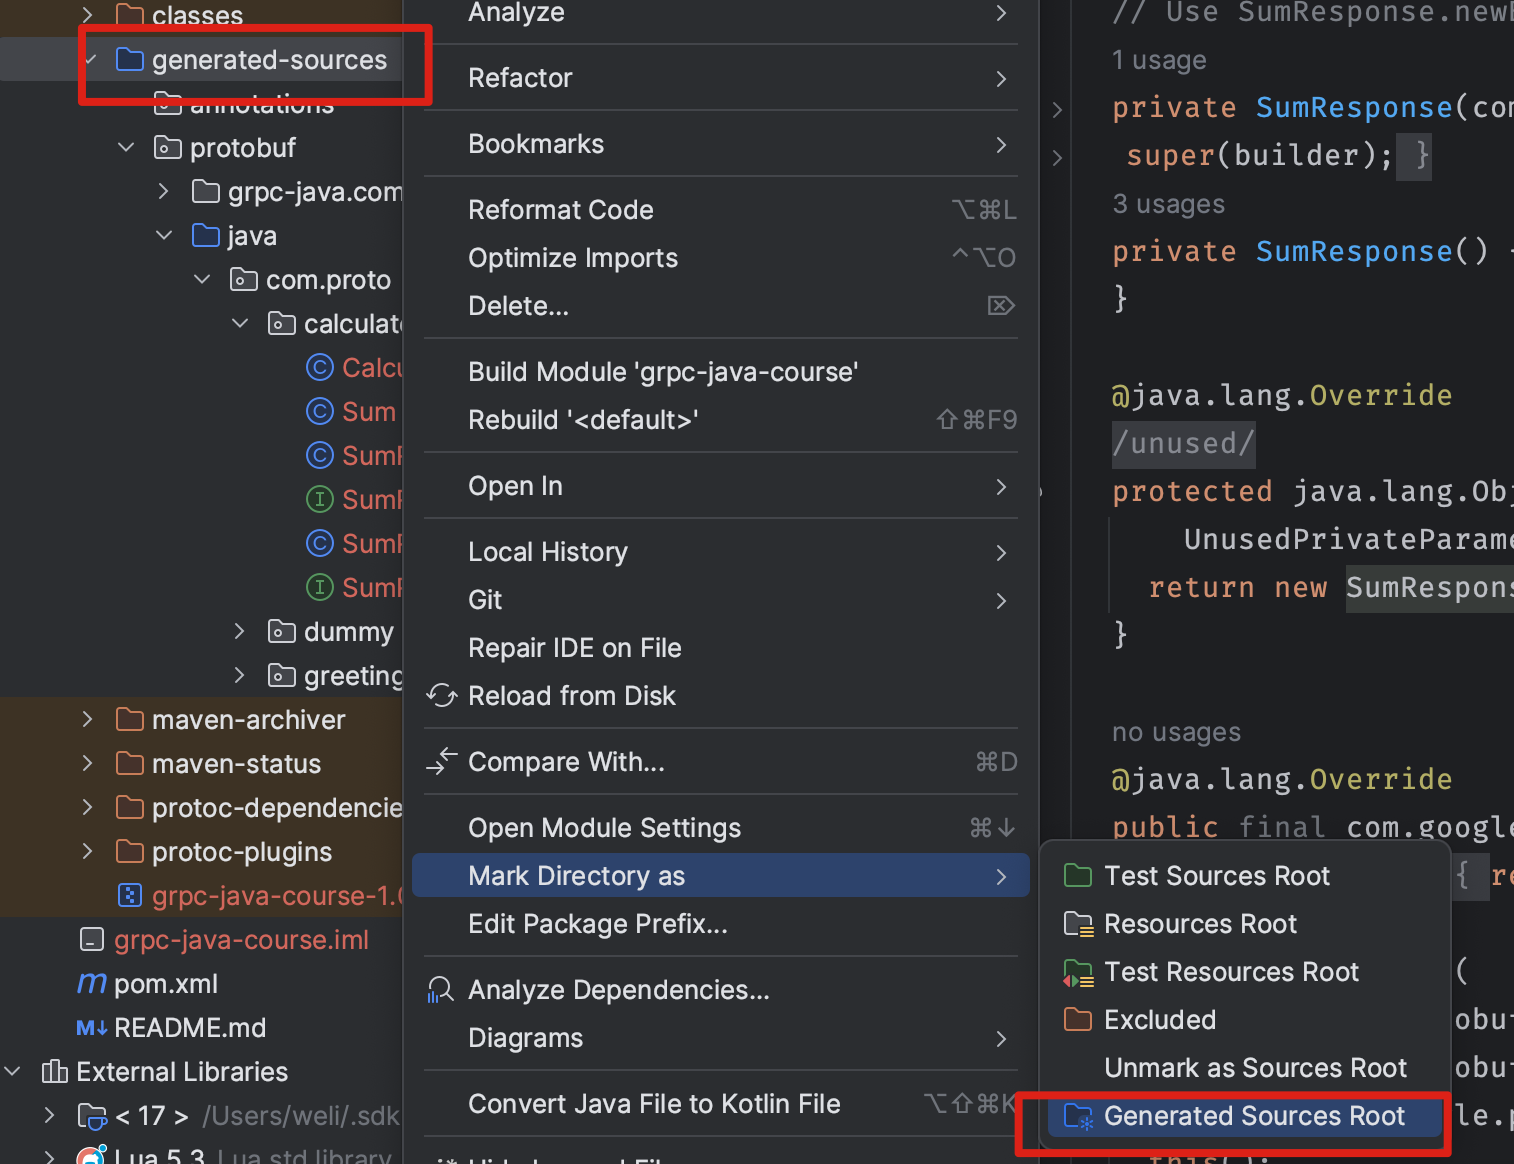 classes
generated-sources
annotations
protobuf
grpc-java.com
java
com.proto
calculat
Calcu
Sum
Sum
Sum
Sum
Sum
dummy
greeting
maven-archiver
maven-status
protoc-dependencie
protoc-plugins
grpc-java-course-1.0
grpc-java-course.iml
m pom.xml
M↓ README.md
External Libraries
< 17 > /Users/weli/.sdk
Lua 5.3 Lua std library
Analyze
Refactor
Bookmarks
Reformat Code ⌥⌘L
Optimize Imports ^⌥O
Delete... ⌦
Build Module 'grpc-java-course'
Rebuild '<default>' ⇧⌘F9
Open In
Local History
Git
Repair IDE on File
Reload from Disk
Compare With... ⌘D
Open Module Settings ⌘↓
Mark Directory as
Edit Package Prefix...
Analyze Dependencies...
Diagrams
Convert Java File to Kotlin File ⌥⇧⌘K
Test Sources Root
Resources Root
Test Resources Root
Excluded
Unmark as Sources Root
Generated Sources Root
// Use SumResponse.new
1 usage
private SumResponse(co
super(builder); }
3 usages
private SumResponse()
}
@java.lang.Override
/unused/
protected java.lang.Obj
UnusedPrivateParame
return new SumRespons
}
no usages
@java.lang.Override
public final com.google
{ re
(
obu
obu
le.p
this();